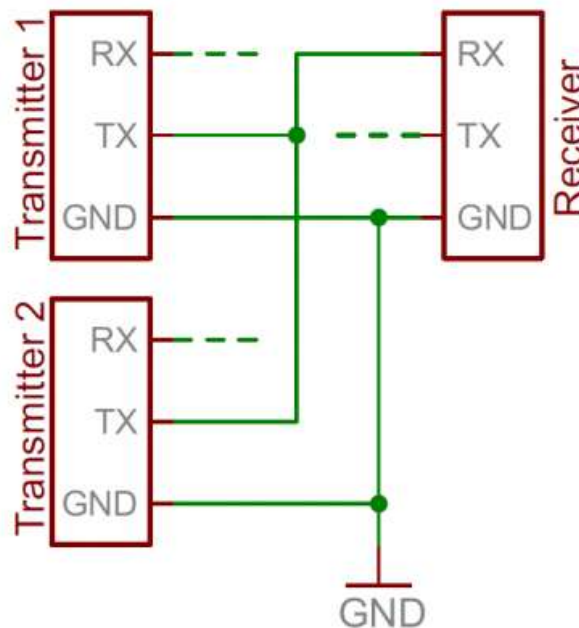 Transmitter 1
RX
TX
GND
Receiver
RX
TX
GND
Transmitter 2
RX
TX
GND
GND